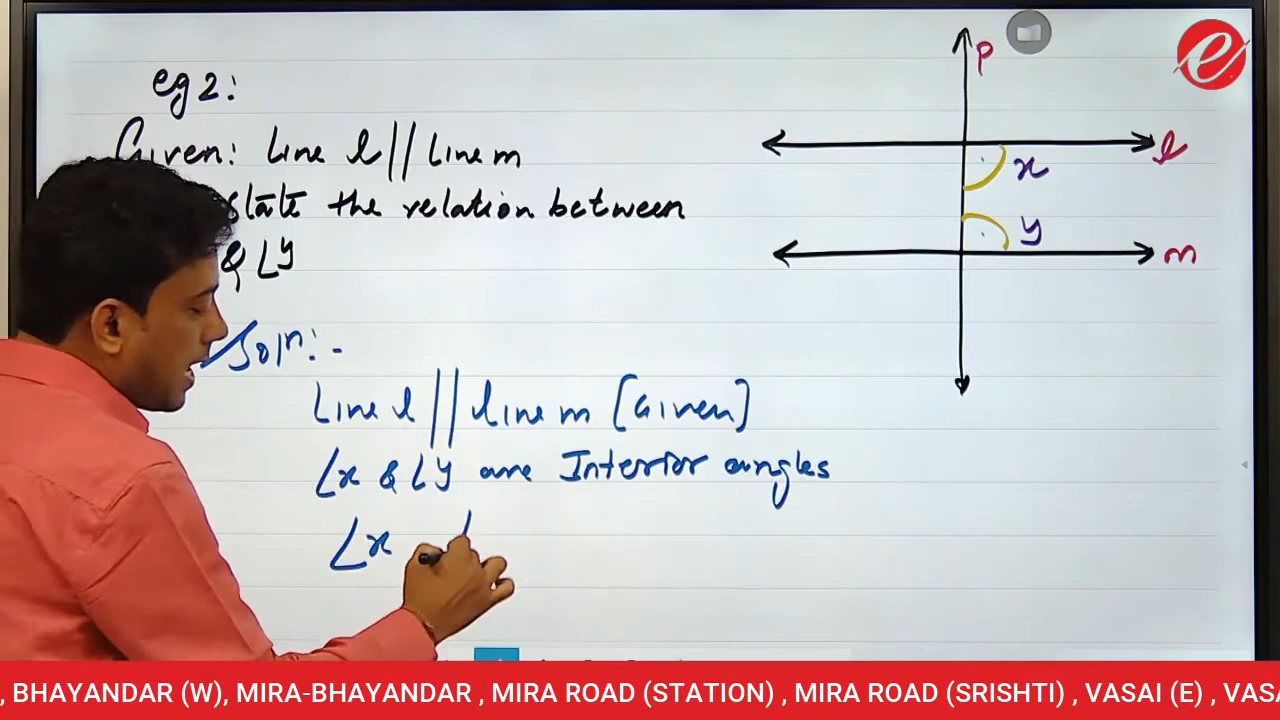 eg 2:
Given: Line l // Line m
State the relation between
& ∠y
Soln:-
Line l // line m [Given]
∠x & ∠y are Interior angles
∠x
P
l
x
y
m
e
, BHAYANDAR (W), MIRA-BHAYANDAR , MIRA ROAD (STATION) , MIRA ROAD (SRISHTI) , VASAI (E) , VASA